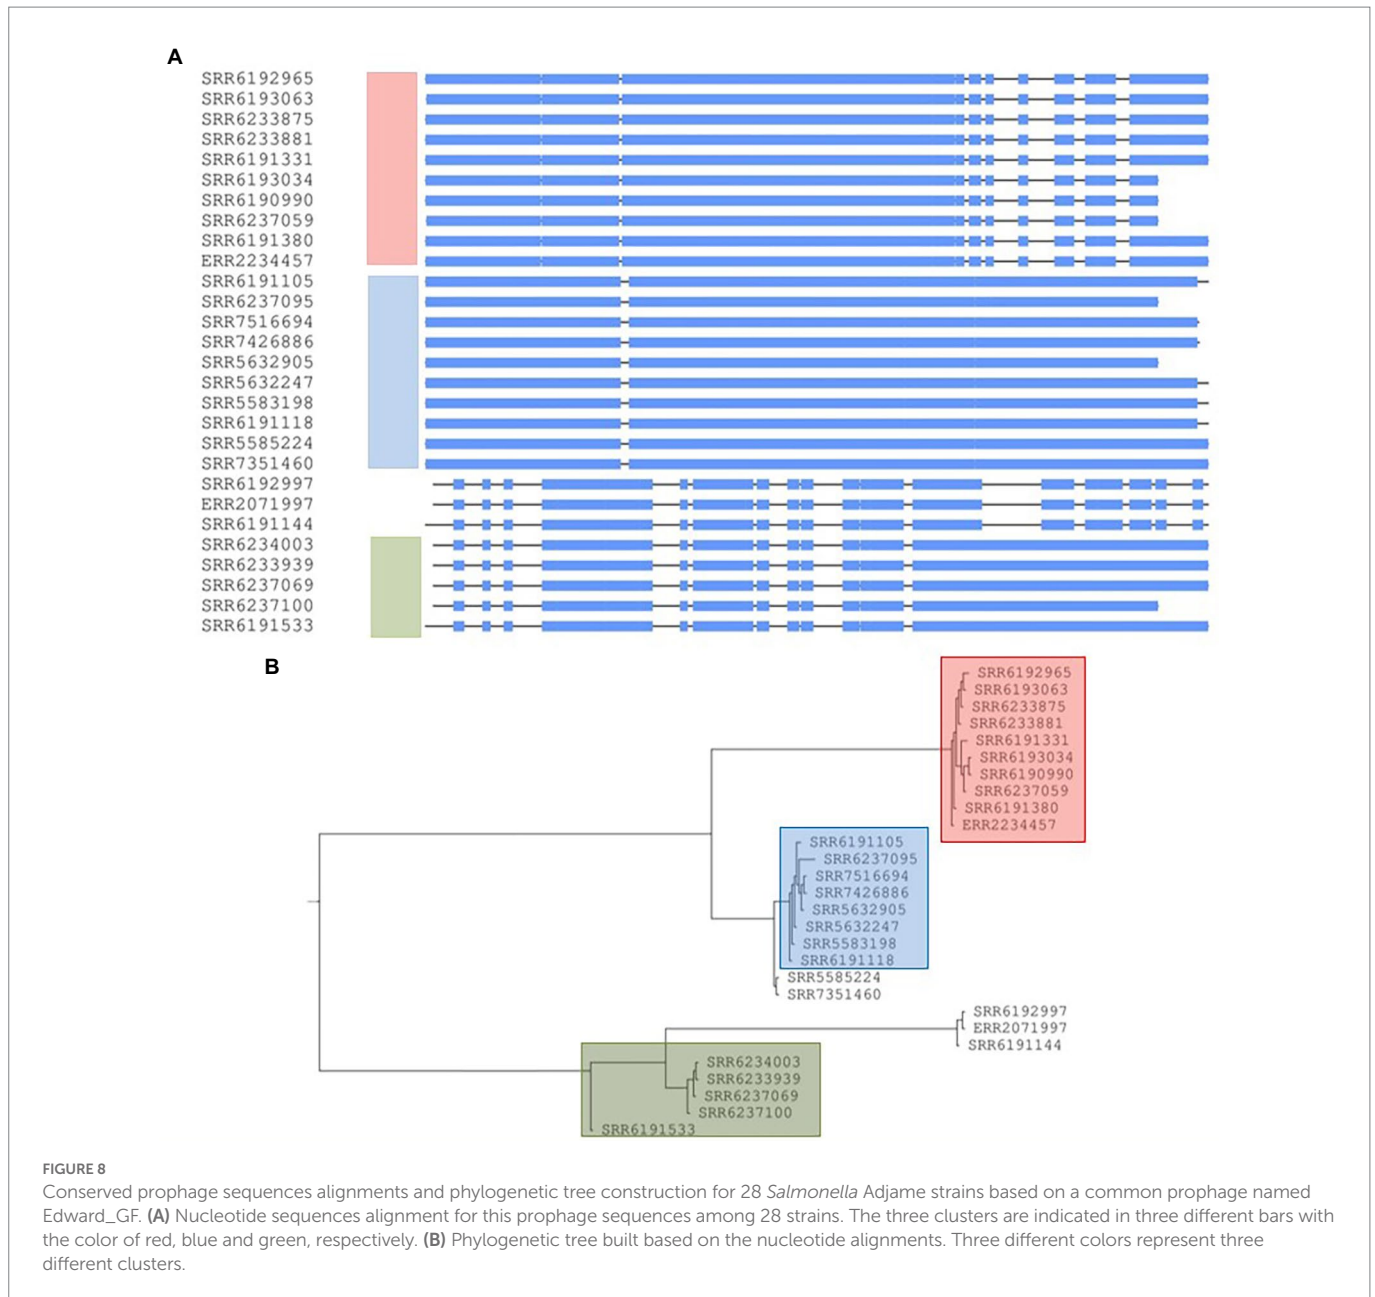 A
SRR6192965
SRR6193063
SRR6233875
SRR6233881
SRR6191331
SRR6193034
SRR6190990
SRR6237059
SRR6191380
ERR2234457
SRR6191105
SRR6237095
SRR7516694
SRR7426886
SRR5632905
SRR5632247
SRR5583198
SRR6191118
SRR5585224
SRR7351460
SRR6192997
ERR2071997
SRR6191144
SRR6234003
SRR6233939
SRR6237069
SRR6237100
SRR6191533
B
SRR6192965
SRR6193063
SRR6233875
SRR6233881
SRR6191331
SRR6193034
SRR6190990
SRR6237059
SRR6191380
ERR2234457
SRR6191105
SRR6237095
SRR7516694
SRR7426886
SRR5632905
SRR5632247
SRR5583198
SRR6191118
SRR5585224
SRR7351460
SRR6192997
ERR2071997
SRR6191144
SRR6234003
SRR6233939
SRR6237069
SRR6237100
SRR6191533
FIGURE 8
Conserved prophage sequences alignments and phylogenetic tree construction for 28 Salmonella Adjame strains based on a common prophage named
Edward_GF. (A) Nucleotide sequences alignment for this prophage sequences among 28 strains. The three clusters are indicated in three different bars with
the color of red, blue and green, respectively. (B) Phylogenetic tree built based on the nucleotide alignments. Three different colors represent three
different clusters.